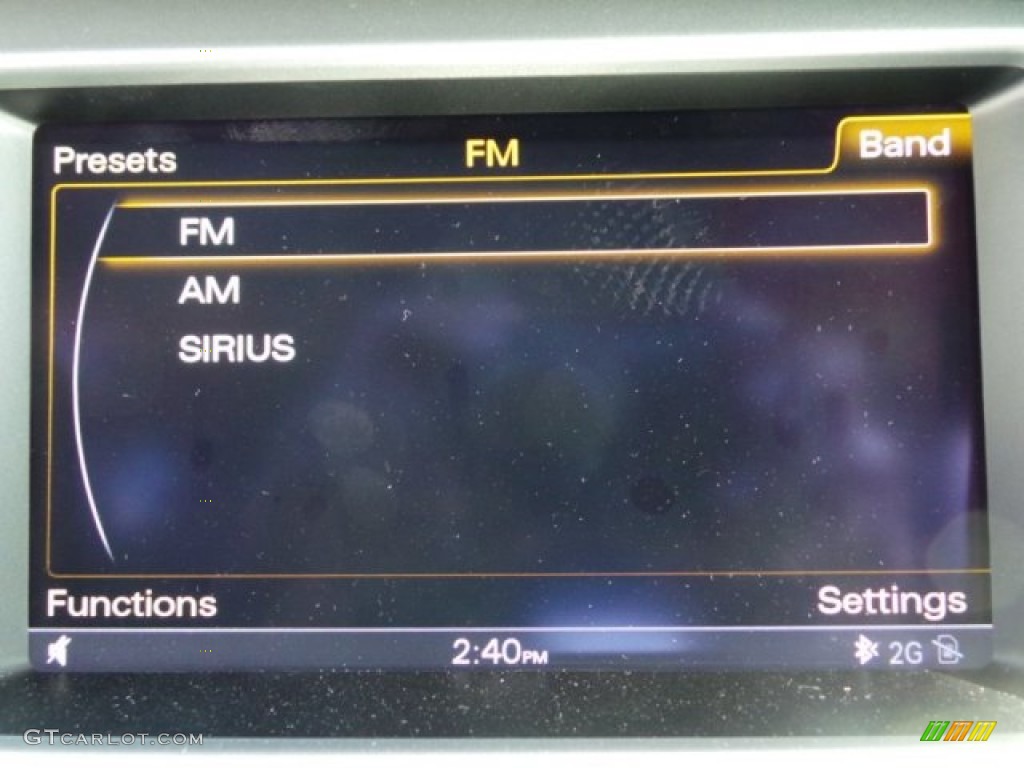 Presets FM Band
FM
AM
SIRIUS
Functions Settings
2:40PM 2G
GTCARLOT.COM